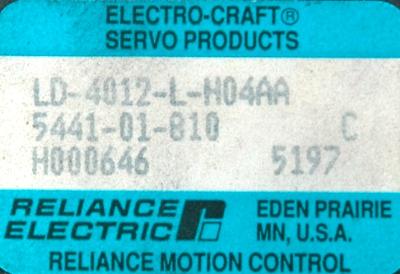 ELECTRO-CRAFT®
SERVO PRODUCTS
LD-4012-L-H04AA
5441-01-810 C
H000646 5197
RELIANCE ELECTRIC
EDEN PRAIRIE
MN, U.S.A.
RELIANCE MOTION CONTROL